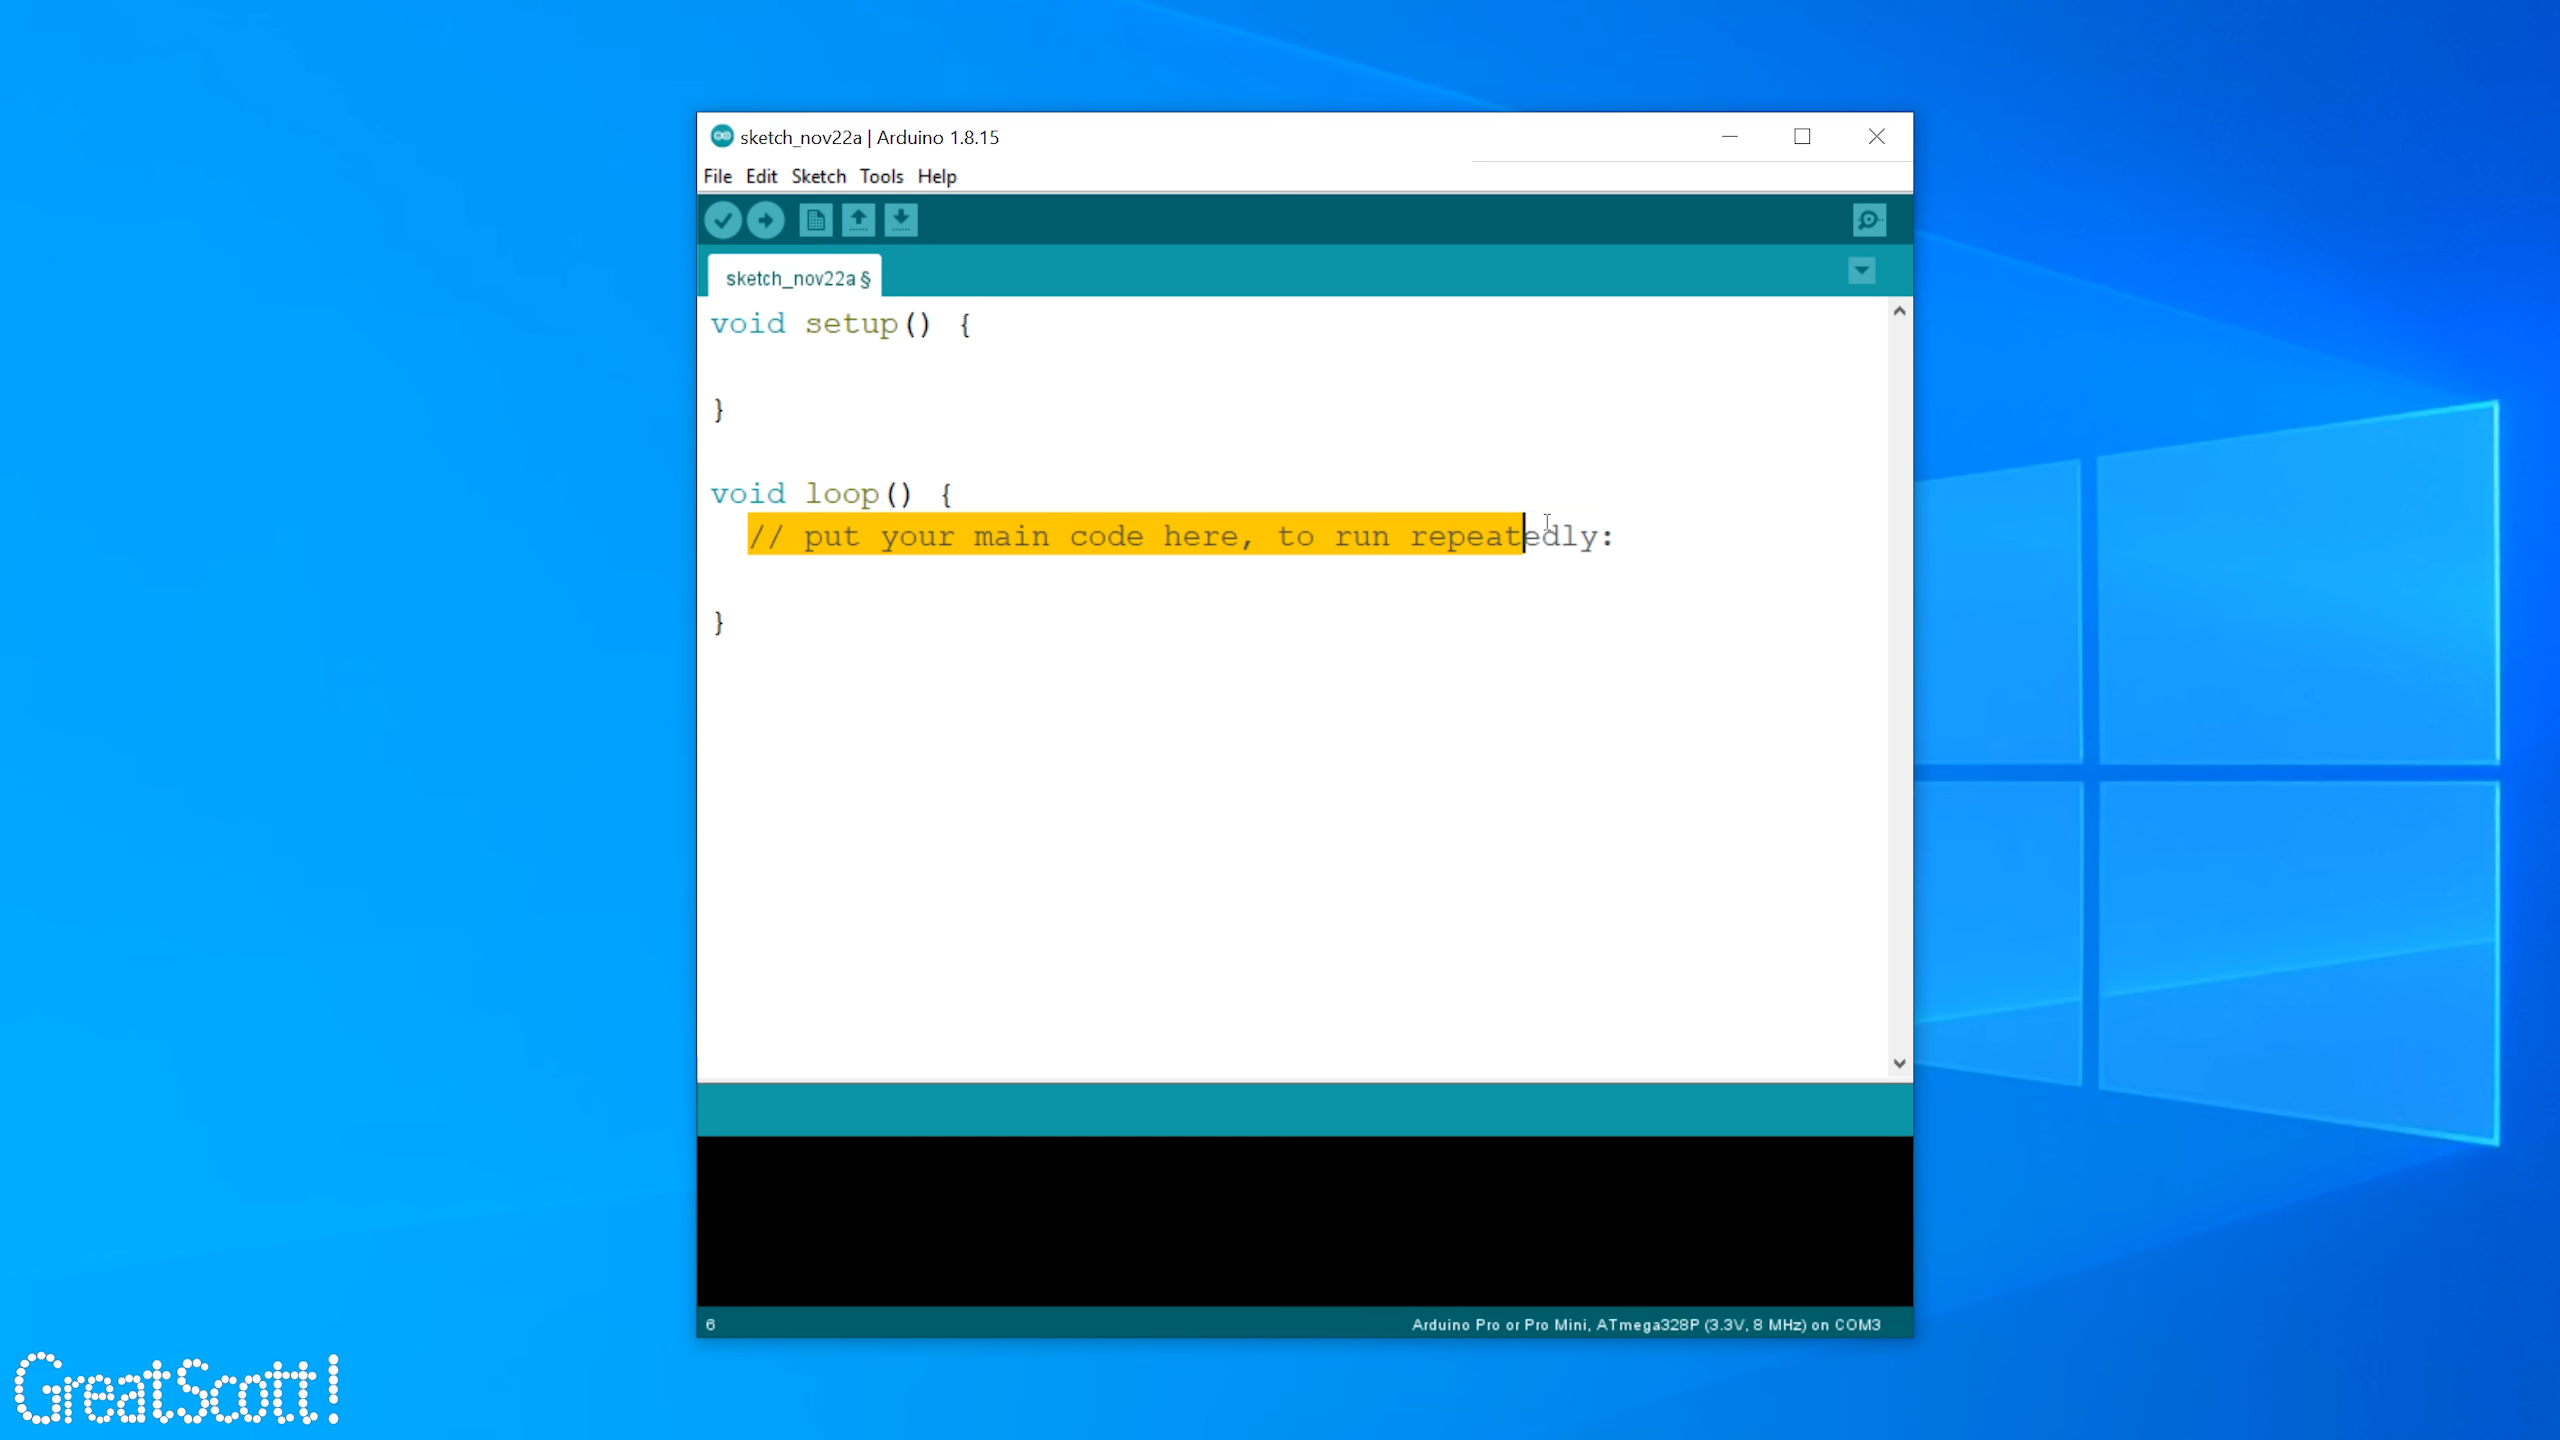 sketch_nov22a | Arduino 1.8.15
File Edit Sketch Tools Help
sketch_nov22a §
void setup() {
}
void loop() {
// put your main code here, to run repeatedly:
}
6
Arduino Pro or Pro Mini, ATmega328P (3.3V, 8 MHz) on COM3
GreatScott!